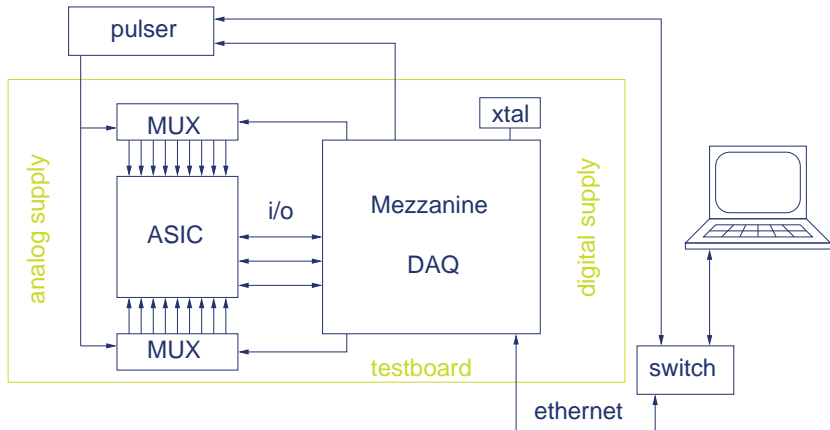 pulser
MUX
xtal
analog supply
i/o
ASIC
Mezzanine
DAQ
digital supply
MUX
testboard
switch
ethernet